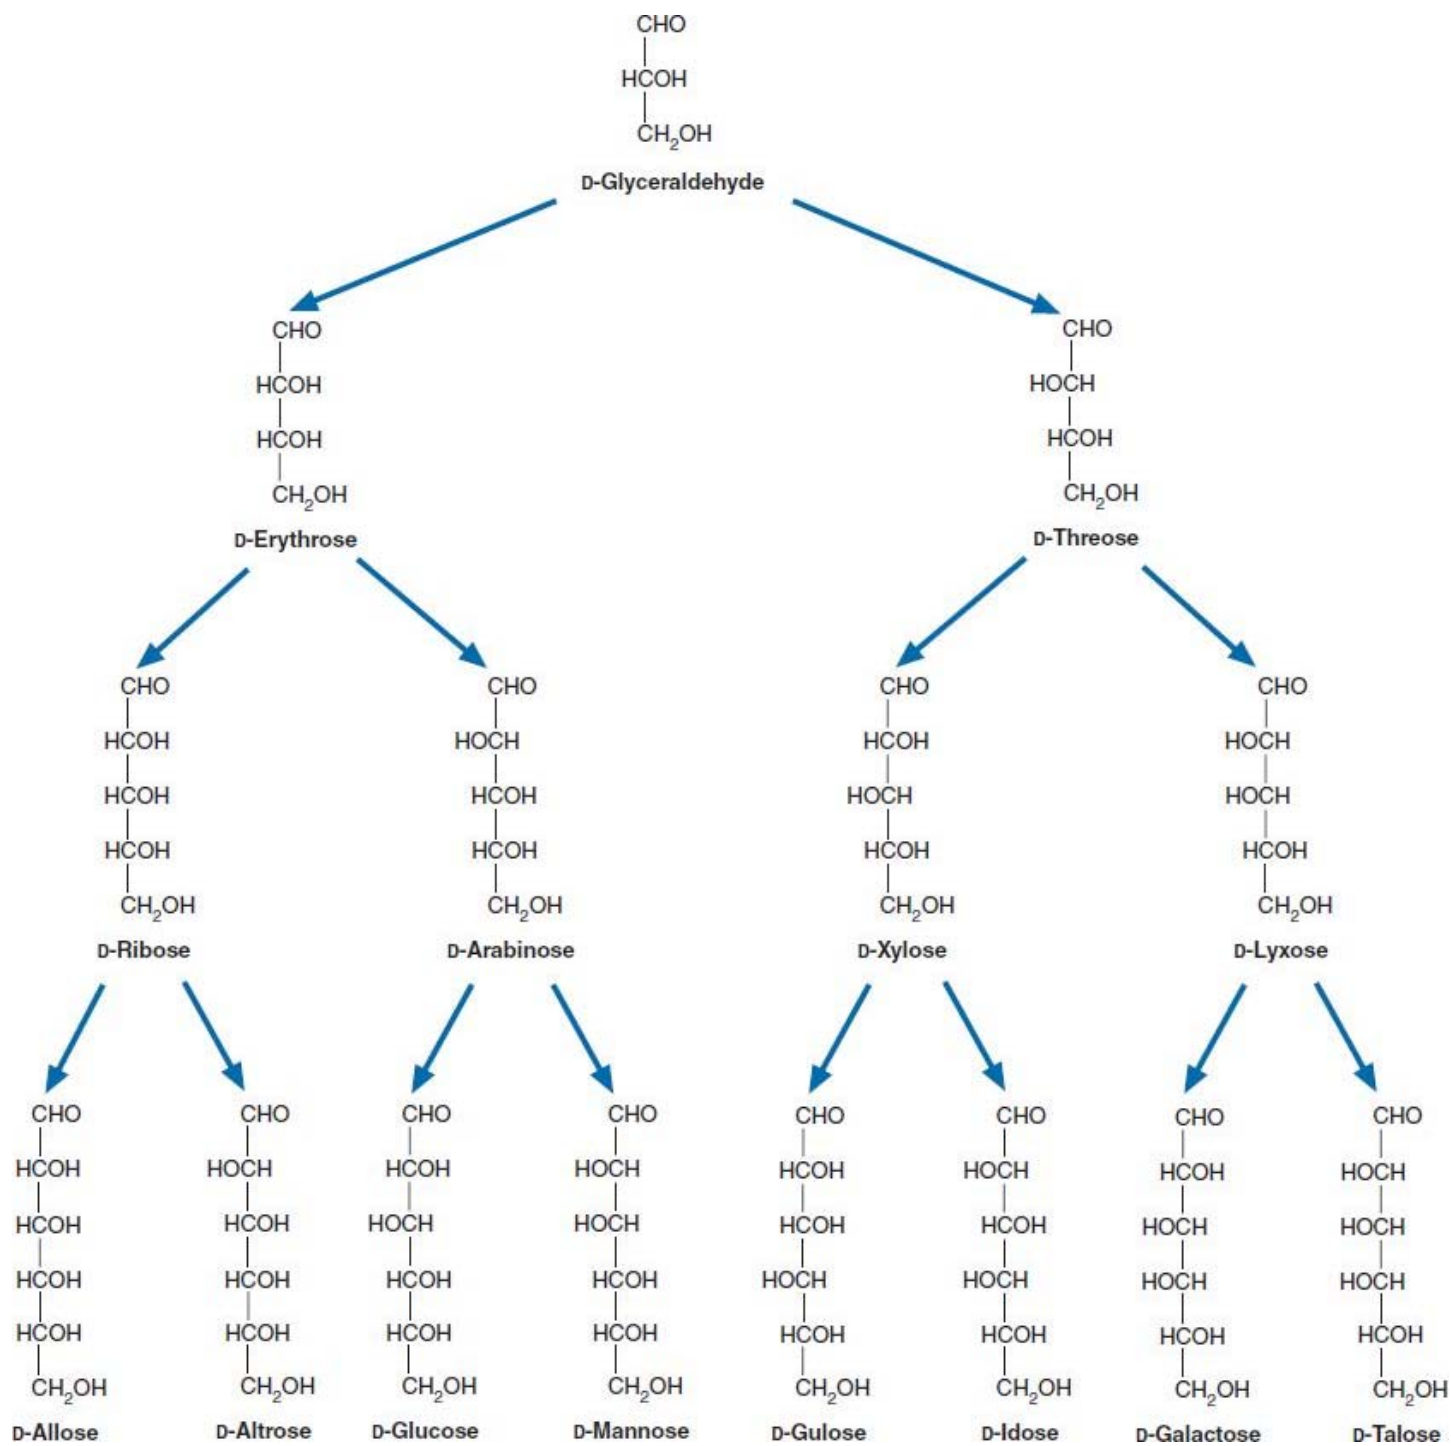 CHO
HCOH
CH2OH
D-Glyceraldehyde
CHO
HCOH
HCOH
CH2OH
D-Erythrose
CHO
HOCH
HCOH
CH2OH
D-Threose
CHO
HCOH
HCOH
HCOH
CH2OH
D-Ribose
CHO
HOCH
HCOH
HCOH
CH2OH
D-Arabinose
CHO
HCOH
HOCH
HCOH
CH2OH
D-Xylose
CHO
HOCH
HOCH
HCOH
CH2OH
D-Lyxose
CHO
HCOH
HCOH
HCOH
HCOH
CH2OH
D-Allose
CHO
HOCH
HCOH
HCOH
HCOH
CH2OH
D-Altrose
CHO
HCOH
HOCH
HCOH
HCOH
CH2OH
D-Glucose
CHO
HOCH
HOCH
HCOH
HCOH
CH2OH
D-Mannose
CHO
HCOH
HCOH
HOCH
HCOH
CH2OH
D-Gulose
CHO
HOCH
HCOH
HOCH
HCOH
CH2OH
D-Idose
CHO
HCOH
HOCH
HOCH
HCOH
CH2OH
D-Galactose
CHO
HOCH
HOCH
HOCH
HCOH
CH2OH
D-Talose